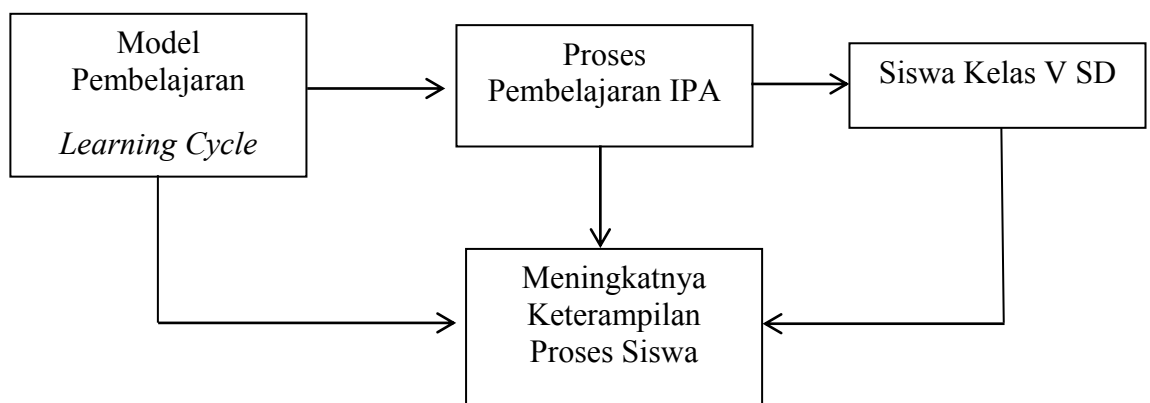 Model
Pembelajaran
Learning Cycle
Proses
Pembelajaran IPA
Siswa Kelas V SD
Meningkatnya
Keterampilan
Proses Siswa